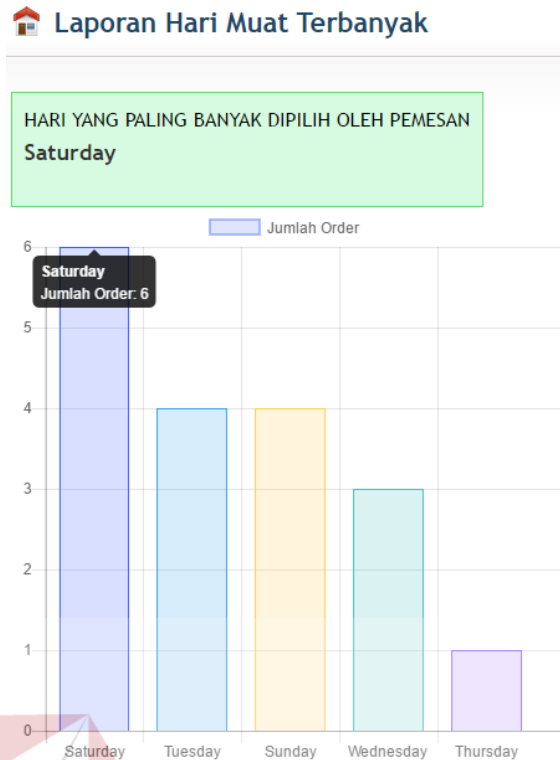 Laporan Hari Muat Terbanyak
HARI YANG PALING BANYAK DIPILIH OLEH PEMESAN
Saturday
Jumlah Order
6
Saturday
Jumlah Order: 6
5
4
3
2
1
0
Saturday Tuesday Sunday Wednesday Thursday